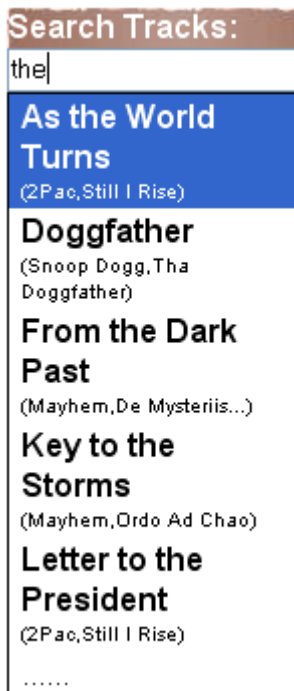 Search Tracks:
the
As the World
Turns
(2Pac,Still I Rise)
Doggfather
(Snoop Dogg,Tha
Doggfather)
From the Dark
Past
(Mayhem,De Mysteriis...)
Key to the
Storms
(Mayhem,Ordo Ad Chao)
Letter to the
President
(2Pac,Still I Rise)
......